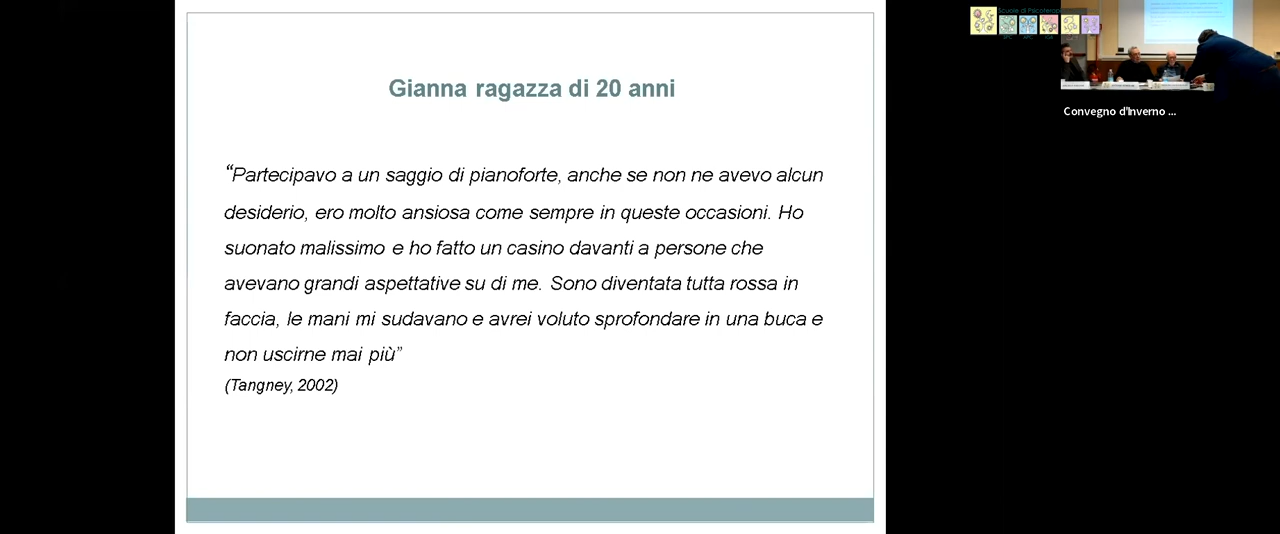 Gianna ragazza di 20 anni
“Partecipavo a un saggio di pianoforte, anche se non ne avevo alcun
desiderio, ero molto ansiosa come sempre in queste occasioni. Ho
suonato malissimo e ho fatto un casino davanti a persone che
avevano grandi aspettative su di me. Sono diventata tutta rossa in
faccia, le mani mi sudavano e avrei voluto sprofondare in una buca e
non uscirne mai più”
(Tangney, 2002)
Scuole di
Convegno d'Inverno ...